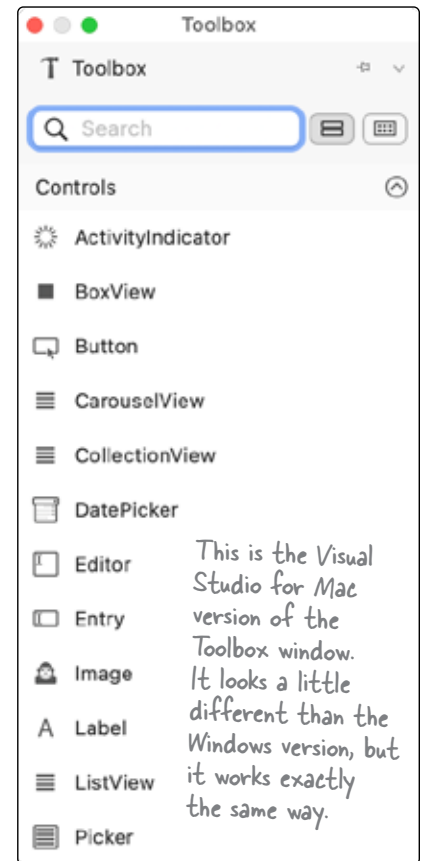 Toolbox
Toolbox
Search
Controls
ActivityIndicator
BoxView
Button
CarouselView
CollectionView
DatePicker
Editor
Entry
Image
Label
ListView
Picker
This is the Visual
Studio for Mac
version of the
Toolbox window.
It looks a little
different than the
Windows version, but
it works exactly
the same way.